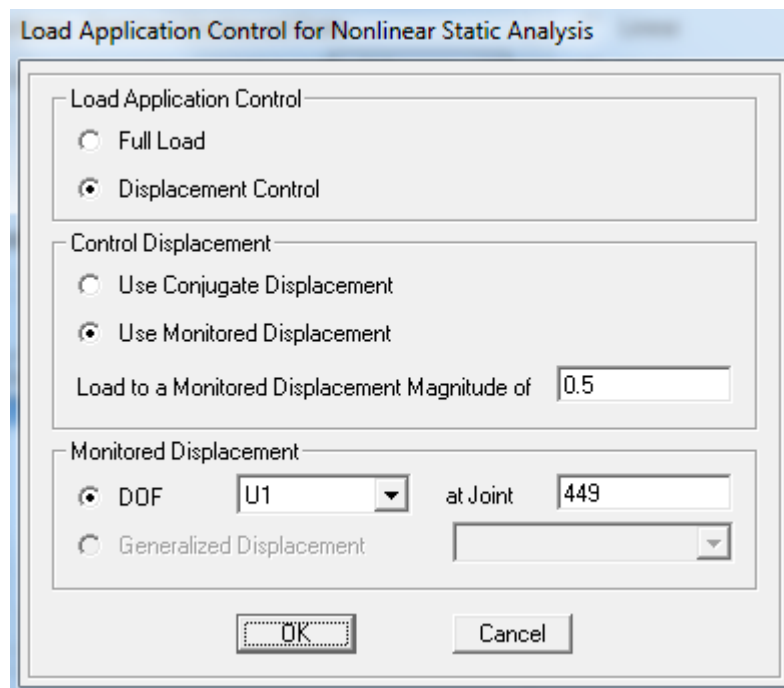 Load Application Control for Nonlinear Static Analysis
Load Application Control
Full Load
Displacement Control
Control Displacement
Use Conjugate Displacement
Use Monitored Displacement
Load to a Monitored Displacement Magnitude of 0.5
Monitored Displacement
DOF U1 at Joint 449
Generalized Displacement
OK Cancel